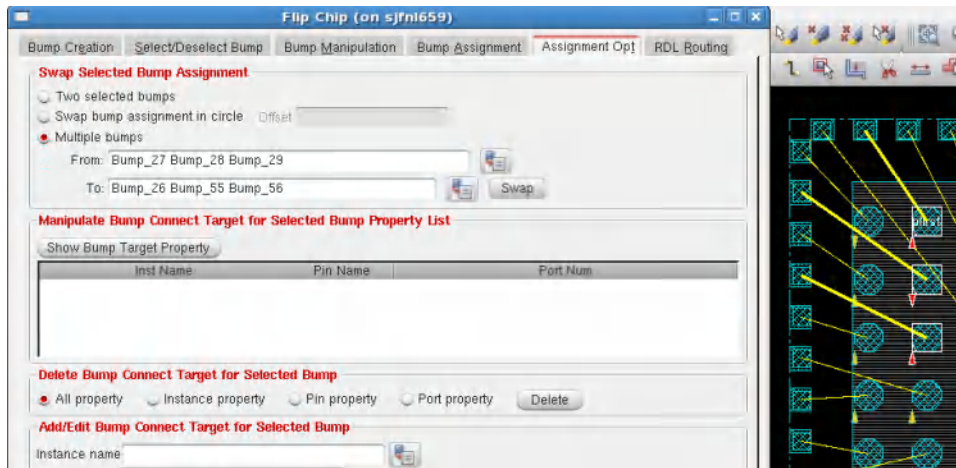 Flip Chip (on sjfnl659)
Bump Creation Select/Deselect Bump Bump Manipulation Bump Assignment Assignment Opt RDL Routing
Swap Selected Bump Assignment
Two selected bumps
Swap bump assignment in circle Offset
Multiple bumps
From: Bump_27 Bump_28 Bump_29
To: Bump_26 Bump_55 Bump_56 Swap
Manipulate Bump Connect Target for Selected Bump Property List
Show Bump Target Property
Inst Name Pin Name Port Num
Delete Bump Connect Target for Selected Bump
All property Instance property Pin property Port property Delete
Add/Edit Bump Connect Target for Selected Bump
Instance name